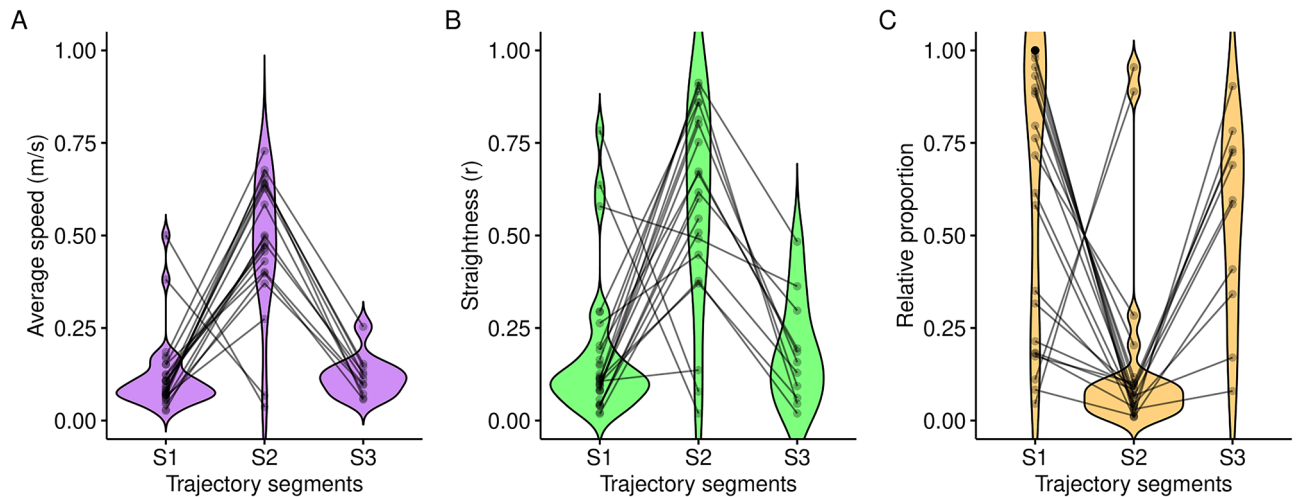 A
B
C
Average speed (m/s)
1.00
0.75
0.50
0.25
0.00
S1 S2 S3
Trajectory segments
Straightness (r)
1.00
0.75
0.50
0.25
0.00
S1 S2 S3
Trajectory segments
Relative proportion
1.00
0.75
0.50
0.25
0.00
S1 S2 S3
Trajectory segments